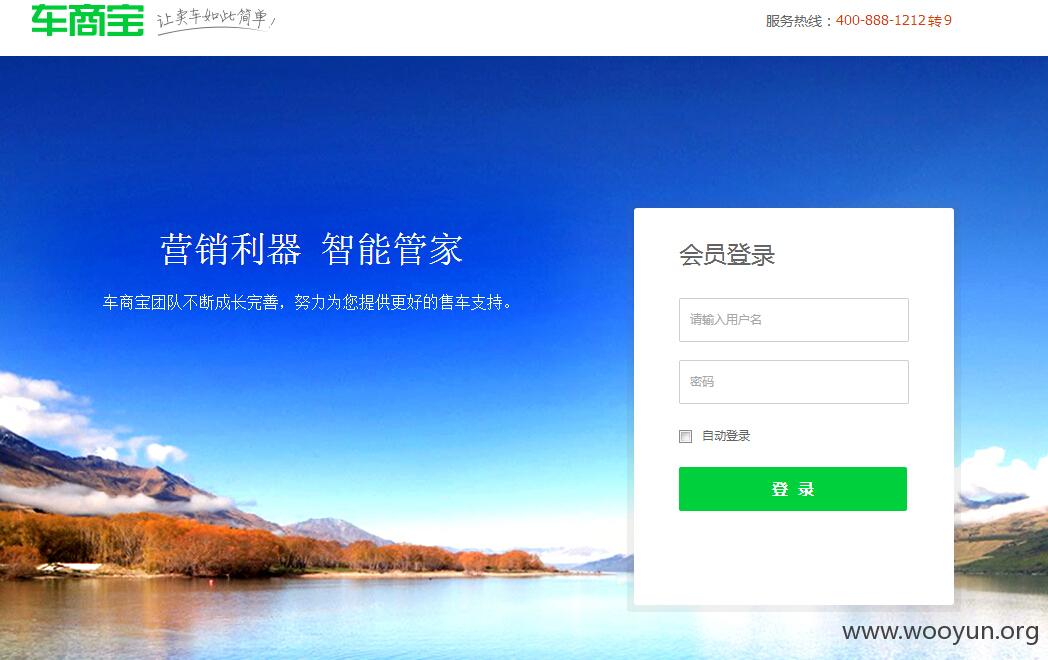 车商宝 让卖车如此简单！
服务热线：400-888-1212转9
营销利器 智能管家
车商宝团队不断成长完善，努力为您提供更好的售车支持。
会员登录
请输入用户名
密码
自动登录
登 录
www.wooyun.org